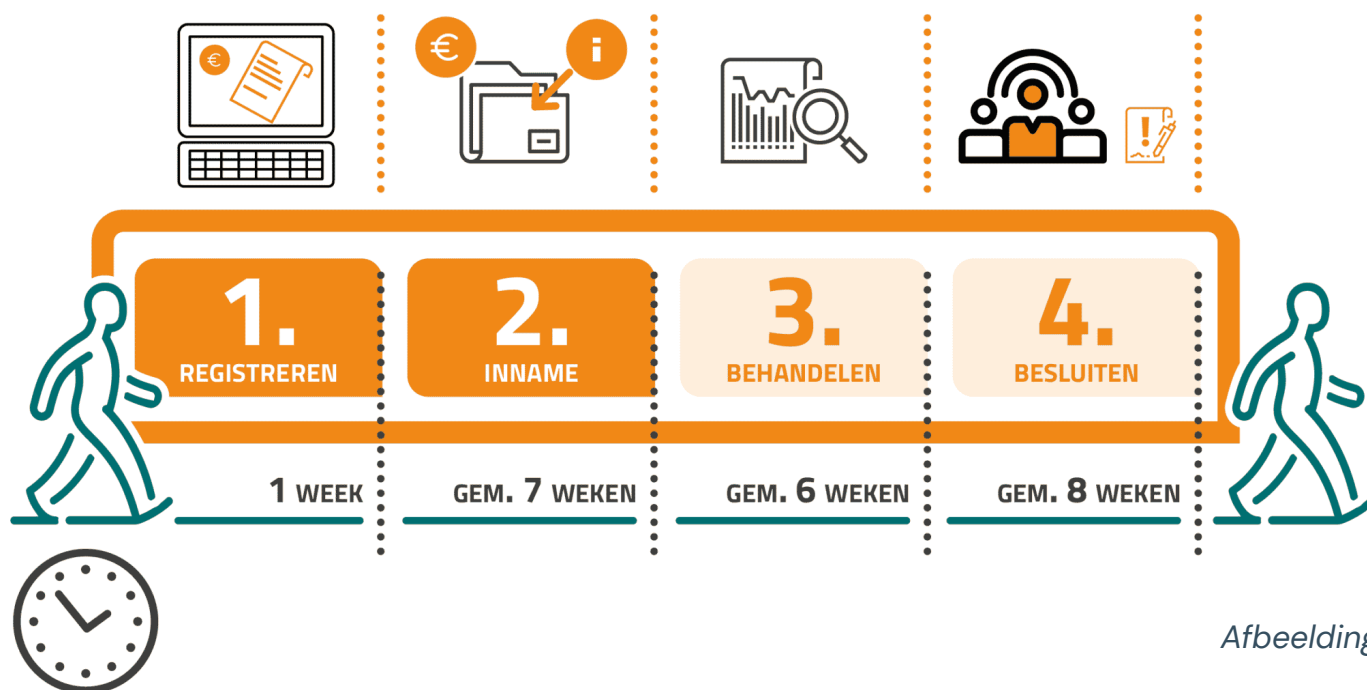 €
€
i
!
1.
REGISTREREN
2.
INNAME
3.
BEHANDELEN
4.
BESLUITEN
1 WEEK
GEM. 7 WEKEN
GEM. 6 WEKEN
GEM. 8 WEKEN
Afbeelding